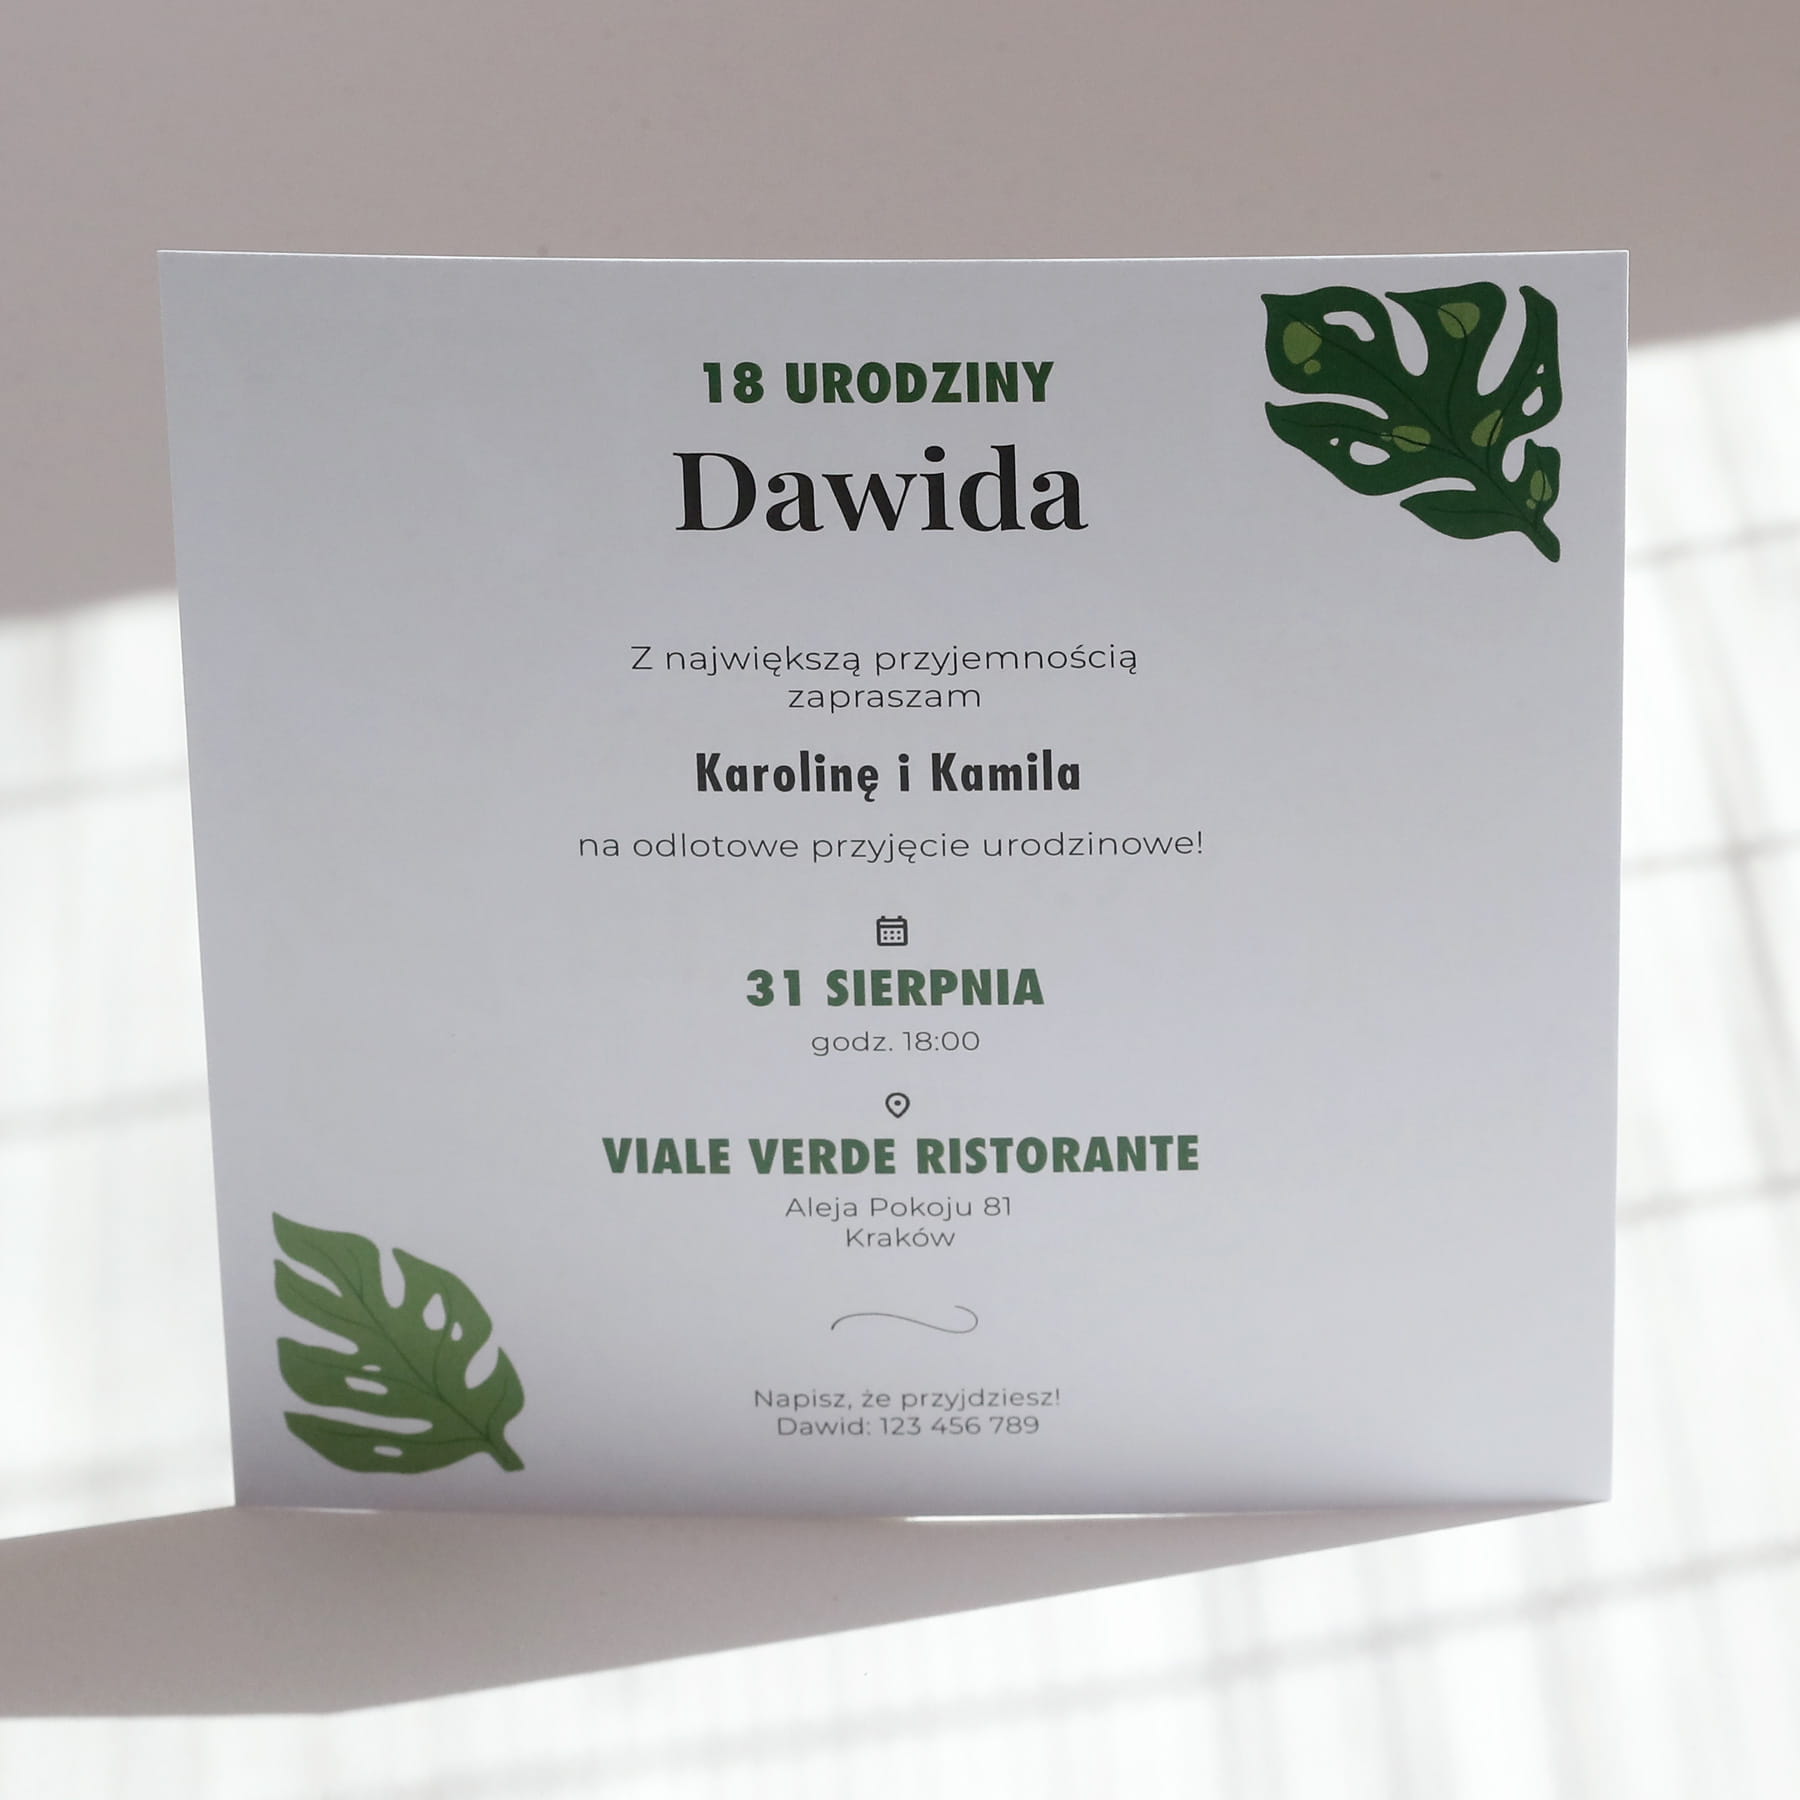 18 URODZINY
Dawida
Z największą przyjemnością
zapraszam
Karolinę i Kamila
na odlotowe przyjęcie urodzinowe!
31 SIERPNIA
godz. 18:00
VIALE VERDE RISTORANTE
Aleja Pokoju 81
Kraków
Napisz, że przyjdziesz!
Dawid: 123 456 789